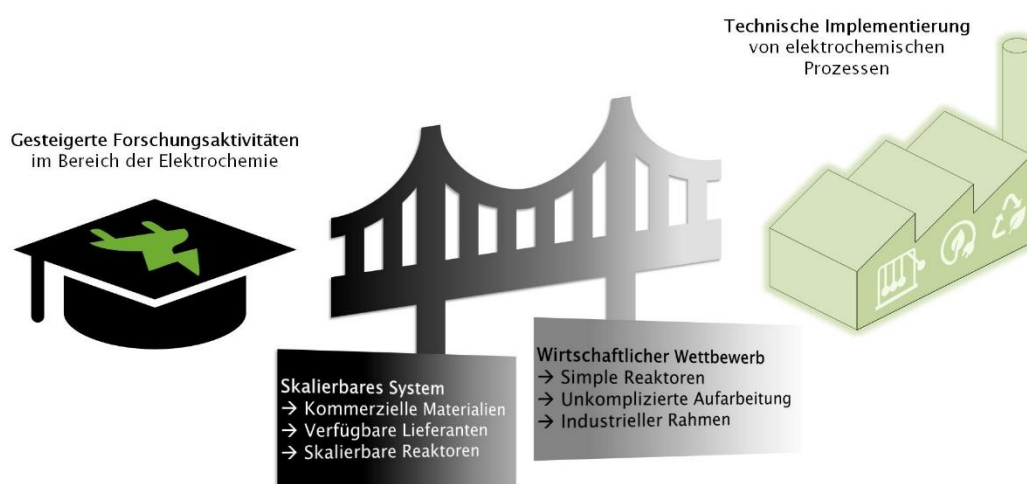 Gesteigerte Forschungsaktivitäten
im Bereich der Elektrochemie
Technische Implementierung
von elektrochemischen
Prozessen
Skalierbares System
→ Kommerzielle Materialien
→ Verfügbare Lieferanten
→ Skalierbare Reaktoren
Wirtschaftlicher Wettbewerb
→ Simple Reaktoren
→ Unkomplizierte Aufarbeitung
→ Industrieller Rahmen